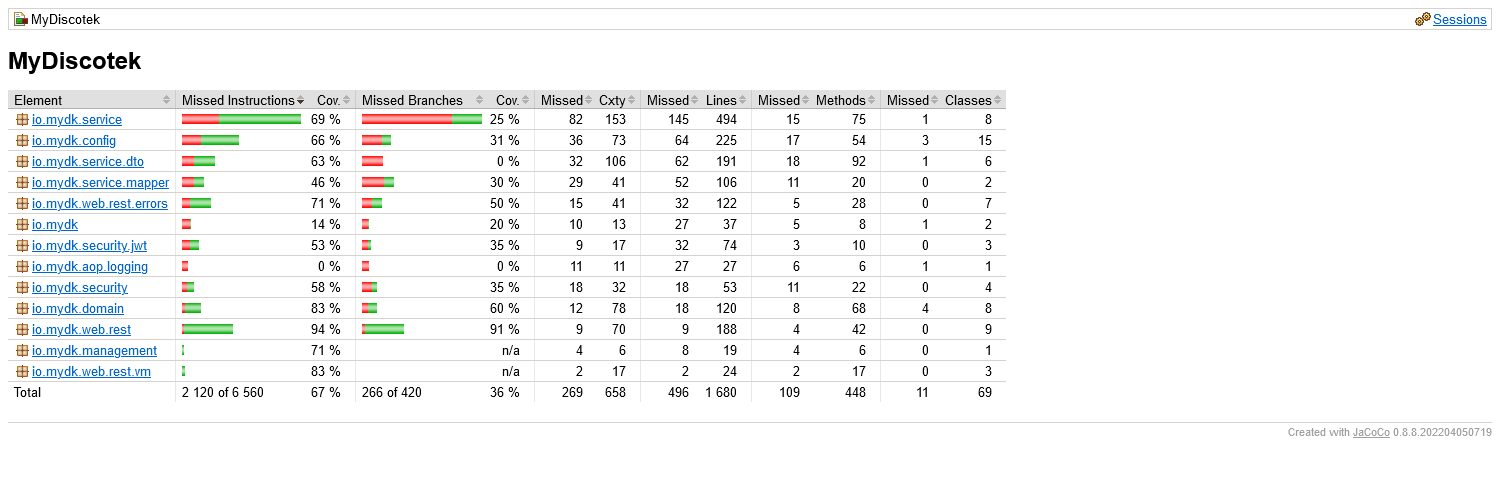 MyDiscotek Sessions
MyDiscotek
Element Missed Instructions Cov. Missed Branches Cov. Missed Cxty Missed Lines Missed Methods Missed Classes
io.mydk.service 69 % 25 % 82 153 145 494 15 75 1 8
io.mydk.config 66 % 31 % 36 73 64 225 17 54 3 15
io.mydk.service.dto 63 % 0 % 32 106 62 191 18 92 1 6
io.mydk.service.mapper 46 % 30 % 29 41 52 106 11 20 0 2
io.mydk.web.rest.errors 71 % 50 % 15 41 32 122 5 28 0 7
io.mydk 14 % 20 % 10 13 27 37 5 8 1 2
io.mydk.security.jwt 53 % 35 % 9 17 32 74 3 10 0 3
io.mydk.aop.logging 0 % 0 % 11 11 27 27 6 6 1 1
io.mydk.security 58 % 35 % 18 32 18 53 11 22 0 4
io.mydk.domain 83 % 60 % 12 78 18 120 8 68 4 8
io.mydk.web.rest 94 % 91 % 9 70 9 188 4 42 0 9
io.mydk.management 71 % n/a 4 6 8 19 4 6 0 1
io.mydk.web.rest.vm 83 % n/a 2 17 2 24 2 17 0 3
Total 2 120 of 6 560 67 % 266 of 420 36 % 269 658 496 1 680 109 448 11 69
Created with JaCoCo 0.8.8.202204050719